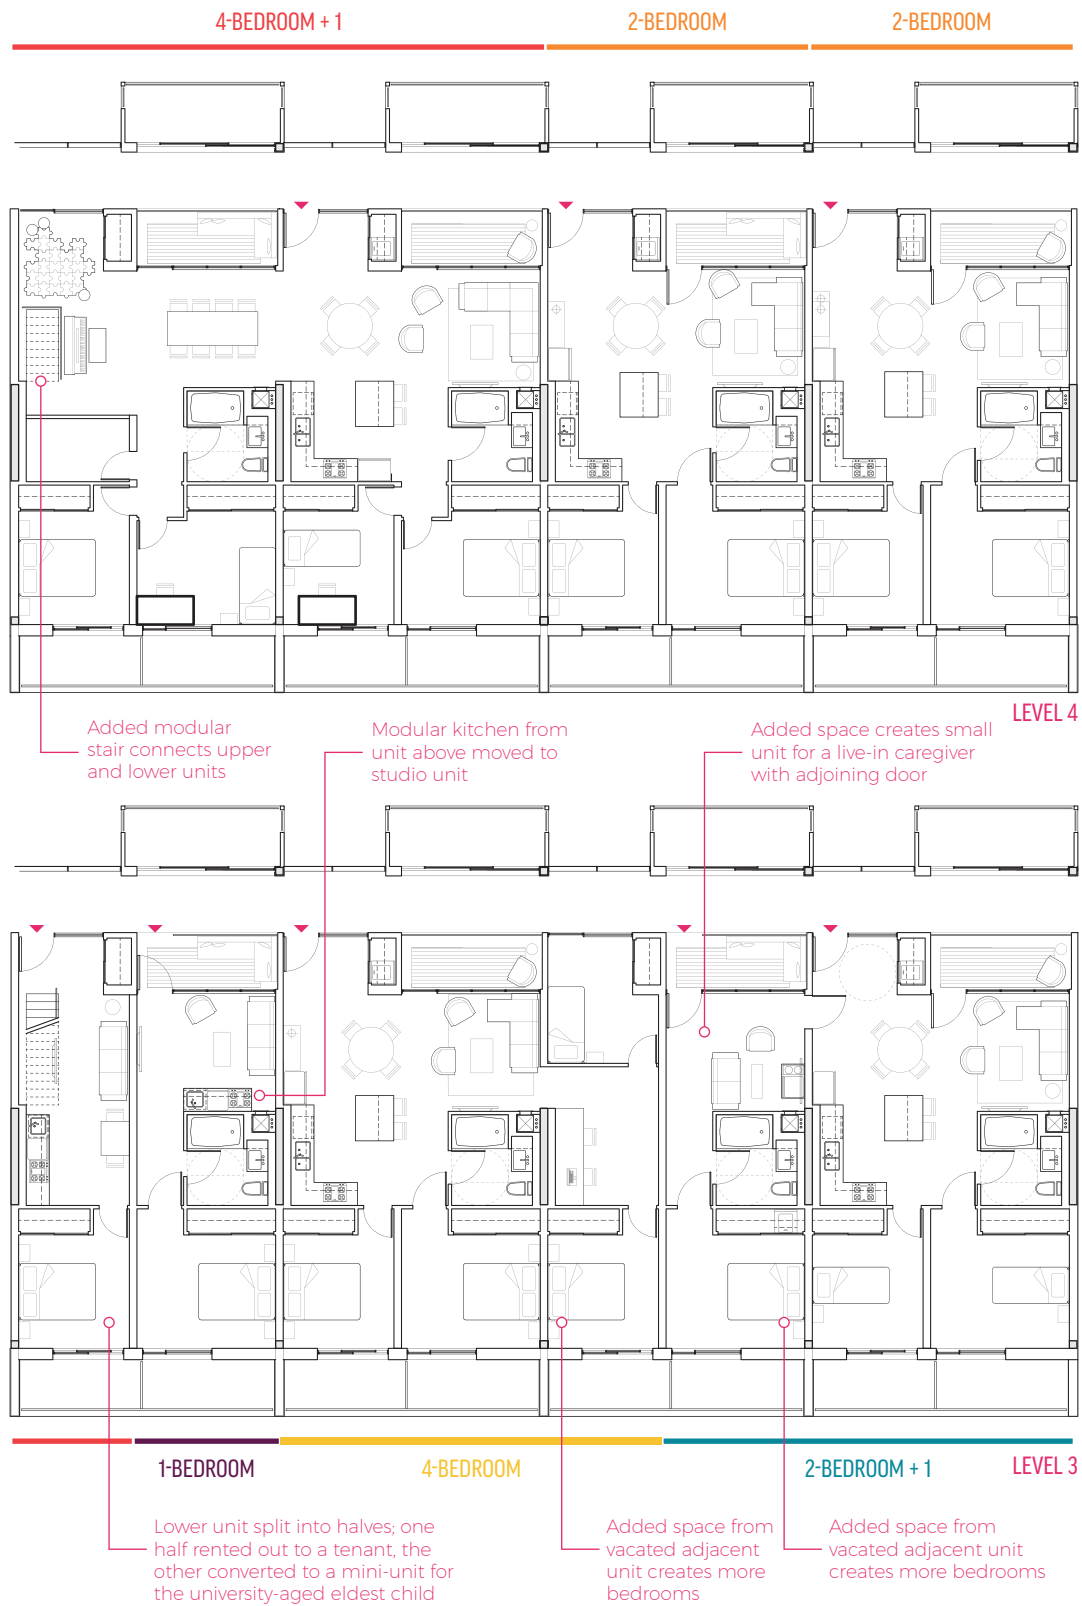 4-BEDROOM + 1
2-BEDROOM
2-BEDROOM
LEVEL 4
Added modular
stair connects upper
and lower units
Modular kitchen from
unit above moved to
studio unit
Added space creates small
unit for a live-in caregiver
with adjoining door
1-BEDROOM
4-BEDROOM
2-BEDROOM + 1
LEVEL 3
Lower unit split into halves; one
half rented out to a tenant, the
other converted to a mini-unit for
the university-aged eldest child
Added space from
vacated adjacent
unit creates more
bedrooms
Added space from
vacated adjacent unit
creates more bedrooms